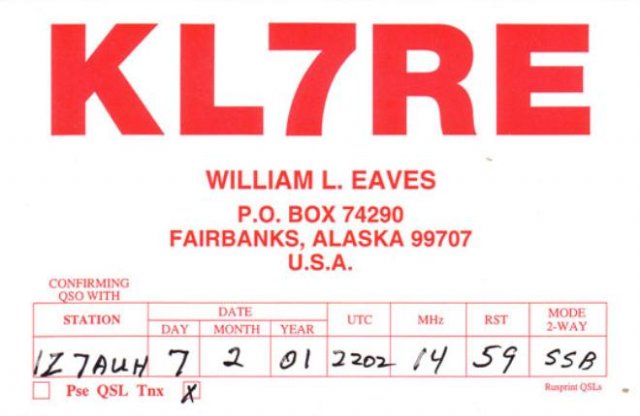 KL7RE
WILLIAM L. EAVES
P.O. BOX 74290
FAIRBANKS, ALASKA 99707
U.S.A.
CONFIRMING
QSO WITH
STATION DATE UTC MHz RST MODE
2-WAY
DAY MONTH YEAR
IZ7AUH 7 2 01 2202 14 59 SSB
Pse QSL Tnx X
Rusprint QSLs